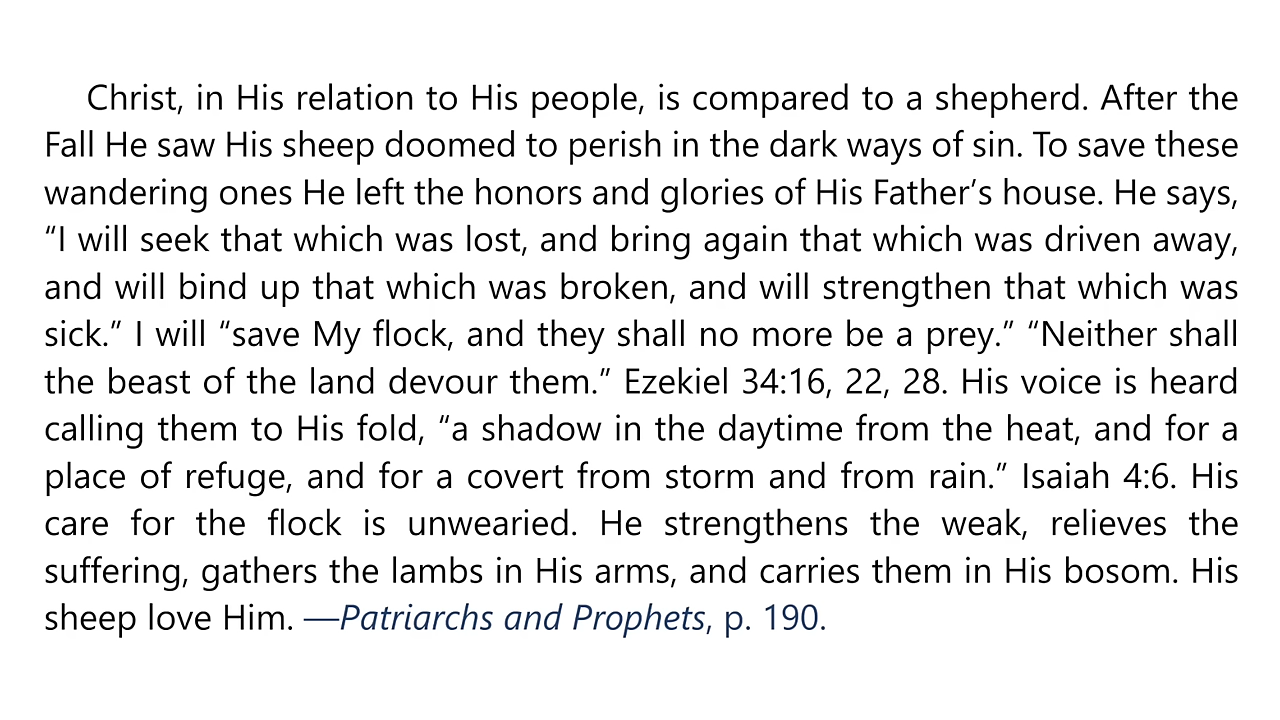 Christ, in His relation to His people, is compared to a shepherd. After the
Fall He saw His sheep doomed to perish in the dark ways of sin. To save these
wandering ones He left the honors and glories of His Father’s house. He says,
“I will seek that which was lost, and bring again that which was driven away,
and will bind up that which was broken, and will strengthen that which was
sick.” I will “save My flock, and they shall no more be a prey.” “Neither shall
the beast of the land devour them.” Ezekiel 34:16, 22, 28. His voice is heard
calling them to His fold, “a shadow in the daytime from the heat, and for a
place of refuge, and for a covert from storm and from rain.” Isaiah 4:6. His
care for the flock is unwearied. He strengthens the weak, relieves the
suffering, gathers the lambs in His arms, and carries them in His bosom. His
sheep love Him. —Patriarchs and Prophets, p. 190.